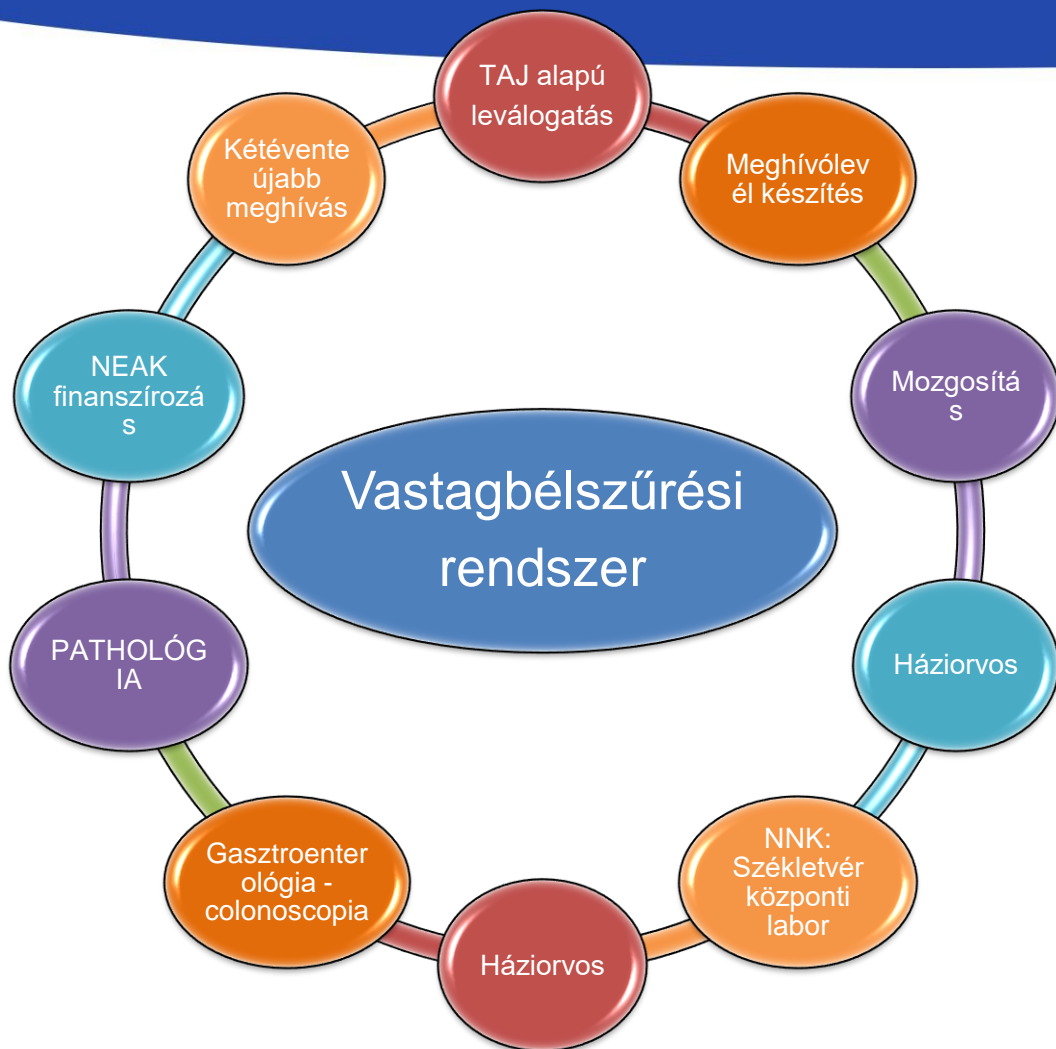 TAJ alapú
leválogatás
Meghívólev
él készítés
Mozgosítá
s
Háziorvos
NNK:
Székletvér
központi
labor
Háziorvos
Gasztroenter
ológia -
colonoscopia
PATHOLÓG
IA
NEAK
finanszírozá
s
Kétévente
újabb
meghívás
Vastagbélszűrési
rendszer